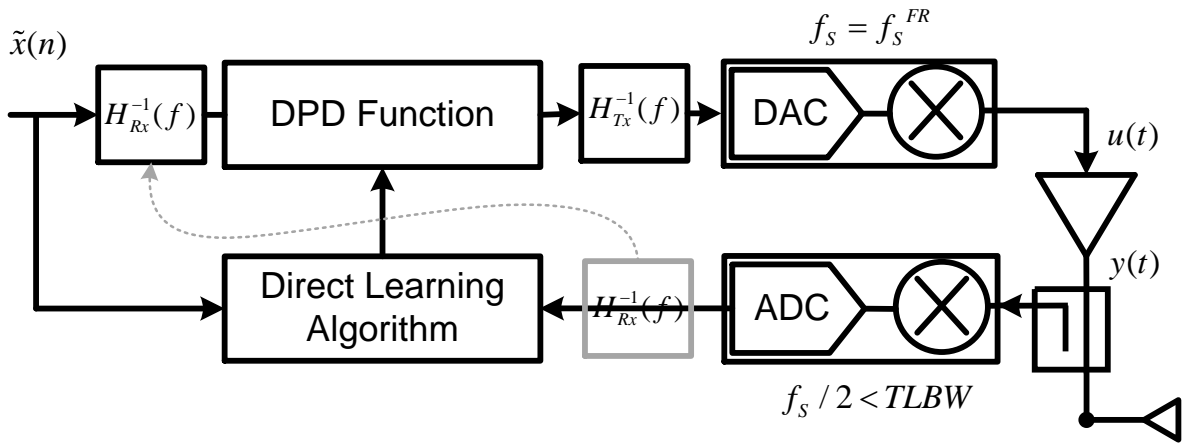 x̃(n)
f_S = f_S^FR
H_Rx^-1(f)
DPD Function
H_Tx^-1(f)
DAC
u(t)
Direct Learning
Algorithm
H_Rx^-1(f)
ADC
y(t)
f_S / 2 < TLBW